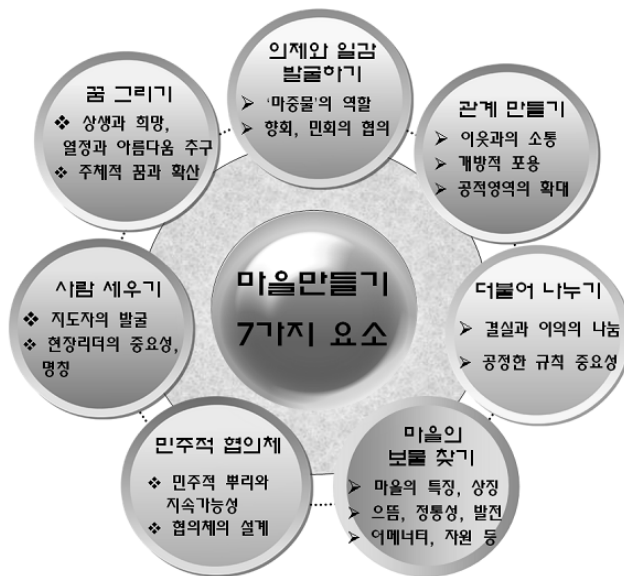 의제와 일감
발굴하기
➢ '마중물'의 역할
➢ 향회, 민회의 협의
관계 만들기
➢ 이웃과의 소통
➢ 개방적 포용
➢ 공적영역의 확대
더불어 나누기
➢ 결실과 이익의 나눔
➢ 공정한 규칙 중요성
마을의
보물 찾기
➢ 마을의 특징, 상징
➢ 으뜸, 정통성, 발전
➢ 어메너티, 자원 등
민주적 협의체
❖ 민주적 뿌리와
지속가능성
❖ 협의체의 설계
사람 세우기
❖ 지도자의 발굴
❖ 현장리더의 중요성,
명칭
꿈 그리기
❖ 상생과 희망,
열정과 아름다움 추구
❖ 주체적 꿈과 확산
마을만들기
7가지 요소